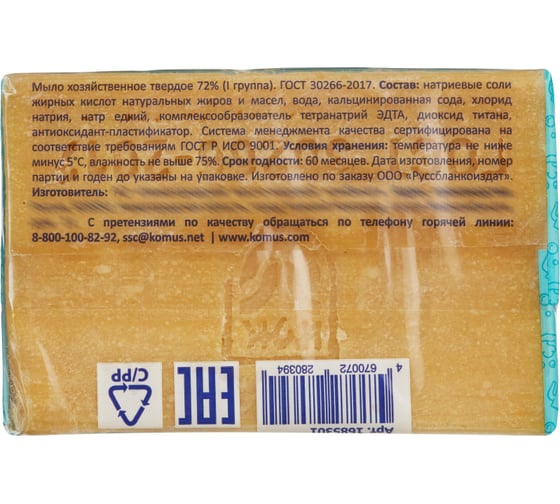 Мыло хозяйственное твердое 72% (I группа). ГОСТ 30266-2017. Состав: натриевые соли
жирных кислот натуральных жиров и масел, вода, кальцинированная сода, хлорид
натрия, натр едкий, комплексообразователь тетранатрий ЭДТА, диоксид титана,
антиоксидант-пластификатор. Система менеджмента качества сертифицирована на
соответствие требованиям ГОСТ Р ИСО 9001. Условия хранения: температура не ниже
минус 5°С, влажность не выше 75%. Срок годности: 60 месяцев. Дата изготовления, номер
партии и годен до указаны на упаковке. Изготовлено по заказу ООО «Руссбланкоиздат».
Изготовитель:
С претензиями по качеству обращаться по телефону горячей линии:
8-800-100-82-92, ssc@komus.net | www.komus.com
C/PP
EAC
4 670072 280394
Арт. 1685301